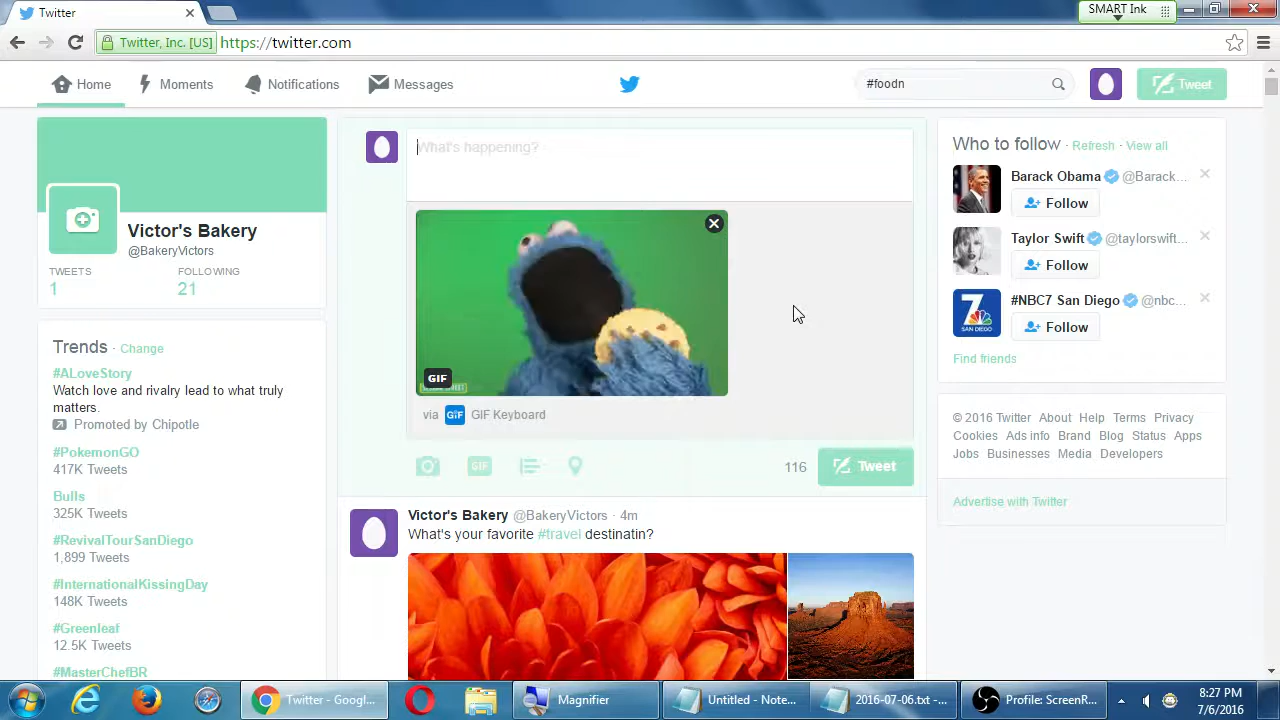 Twitter
SMART Ink
Twitter, Inc. [US]
https://twitter.com
Home
Moments
Notifications
Messages
#foodn
Tweet
Victor's Bakery
@BakeryVictors
TWEETS
FOLLOWING
1
21
Trends · Change
#ALoveStory
Watch love and rivalry lead to what truly
matters.
Promoted by Chipotle
#PokemonGO
417K Tweets
Bulls
325K Tweets
#RevivalTourSanDiego
1,899 Tweets
#InternationalKissingDay
148K Tweets
#Greenleaf
12.5K Tweets
#MasterChefBR
What's happening?
GIF
via GIF GIF Keyboard
GIF
116
Tweet
Victor's Bakery @BakeryVictors · 4m
What's your favorite #travel destinatin?
Who to follow · Refresh · View all
Barack Obama @Barack...
Follow
Taylor Swift @taylorswift...
Follow
7
SAN DIEGO
#NBC7 San Diego @nbc...
Follow
Find friends
© 2016 Twitter About Help Terms Privacy
Cookies Ads info Brand Blog Status Apps
Jobs Businesses Media Developers
Advertise with Twitter
Twitter - Googl...
Magnifier
Untitled - Note...
2016-07-06.txt -...
Profile: ScreenR...
8:27 PM
7/6/2016